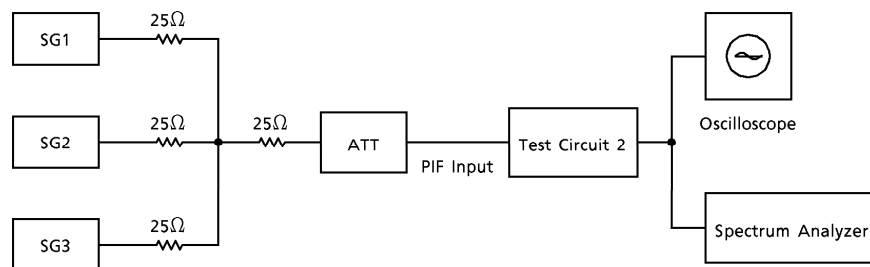 25Ω
SG1
25Ω
25Ω
SG2
ATT
Test Circuit 2
Oscilloscope
PIF Input
25Ω
SG3
Spectrum Analyzer